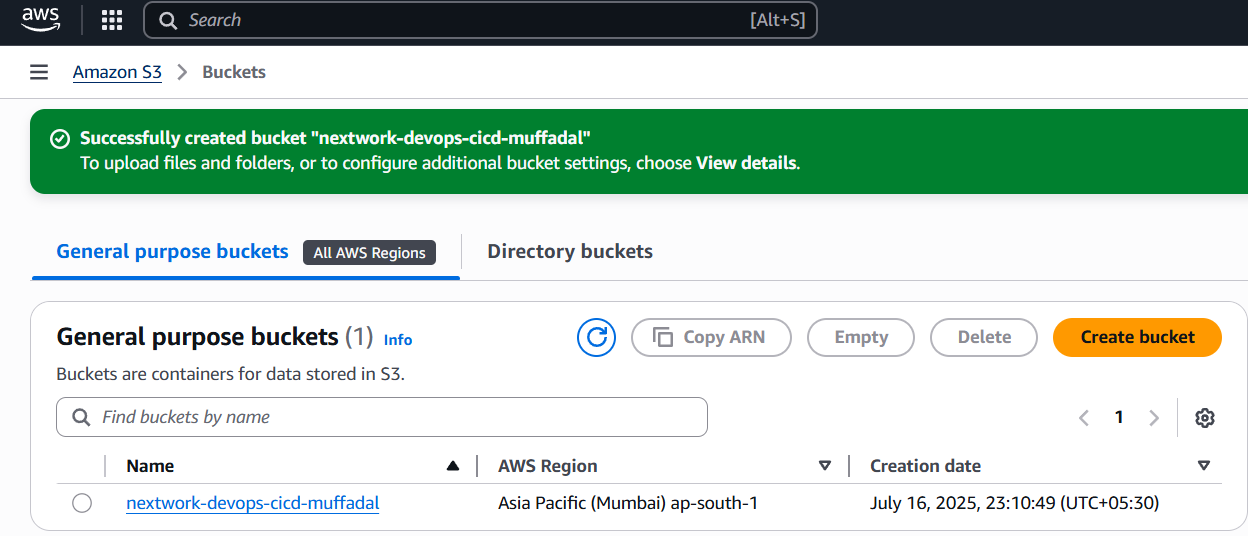 aws Search [Alt+S]
Amazon S3 > Buckets
Successfully created bucket "nextwork-devops-cicd-muffadal"
To upload files and folders, or to configure additional bucket settings, choose View details.
General purpose buckets All AWS Regions Directory buckets
General purpose buckets (1) Info Copy ARN Empty Delete Create bucket
Buckets are containers for data stored in S3.
Find buckets by name 1
Name AWS Region Creation date
nextwork-devops-cicd-muffadal Asia Pacific (Mumbai) ap-south-1 July 16, 2025, 23:10:49 (UTC+05:30)